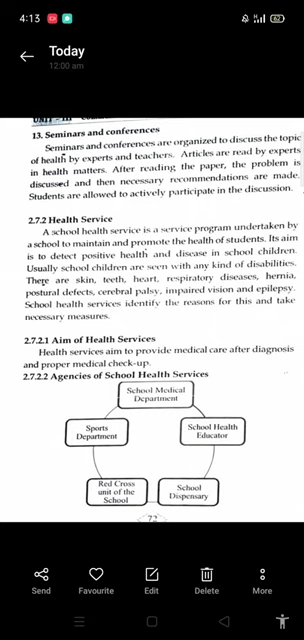 4:13
62
Today
12:00 am
UNIT - III
13. Seminars and conferences
Seminars and conferences are organized to discuss the topic
of health by experts and teachers. Articles are read by experts
in health matters. After reading the paper, the problem is
discussed and then necessary recommendations are made.
Students are allowed to actively participate in the discussion.
2.7.2 Health Service
A school health service is a service program undertaken by
a school to maintain and promote the health of students. Its aim
is to detect positive health and disease in school children.
Usually school children are seen with any kind of disabilities.
There are skin, teeth, heart, respiratory diseases, hernia,
postural defects, cerebral palsy, impaired vision and epilepsy.
School health services identify the reasons for this and take
necessary measures.
2.7.2.1 Aim of Health Services
Health services aim to provide medical care after diagnosis
and proper medical check-up.
2.7.2.2 Agencies of School Health Services
School Medical
Department
Sports
Department
School Health
Educator
Red Cross
unit of the
School
School
Dispensary
72
Send
Favourite
Edit
Delete
More